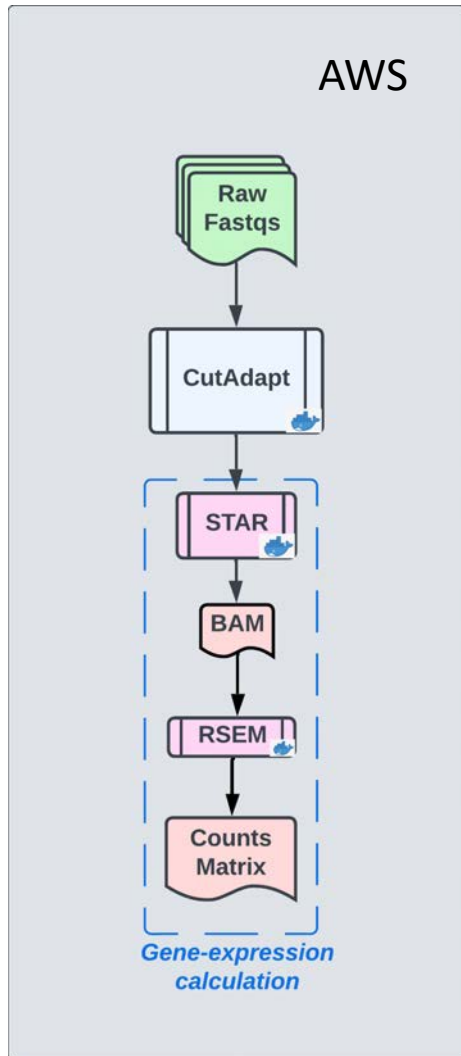 AWS
Raw
Fastqs
CutAdapt
STAR
BAM
RSEM
Counts
Matrix
Gene-expression
calculation